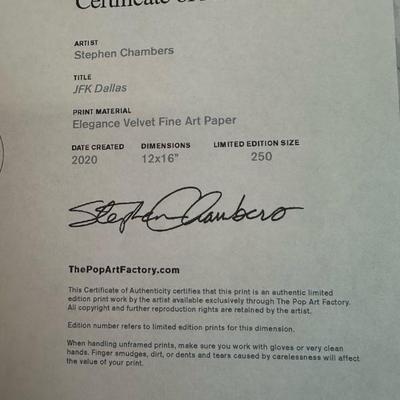 Certificate of
ARTIST
Stephen Chambers
TITLE
JFK Dallas
PRINT MATERIAL
Elegance Velvet Fine Art Paper
DATE CREATED DIMENSIONS LIMITED EDITION SIZE
2020 12x16" 250
Stephen Chambers
ThePopArtFactory.com
This Certificate of Authenticity certifies that this print is an authentic limited
edition print work by the artist available exclusively through The Pop Art Factory.
All copyright and further reproduction rights are retained by the artist.
Edition number refers to limited edition prints for this dimension.
When handling unframed prints, make sure you work with gloves or very clean
hands. Finger smudges, dirt, or dents and tears caused by carelessness will affect
the value of your print.